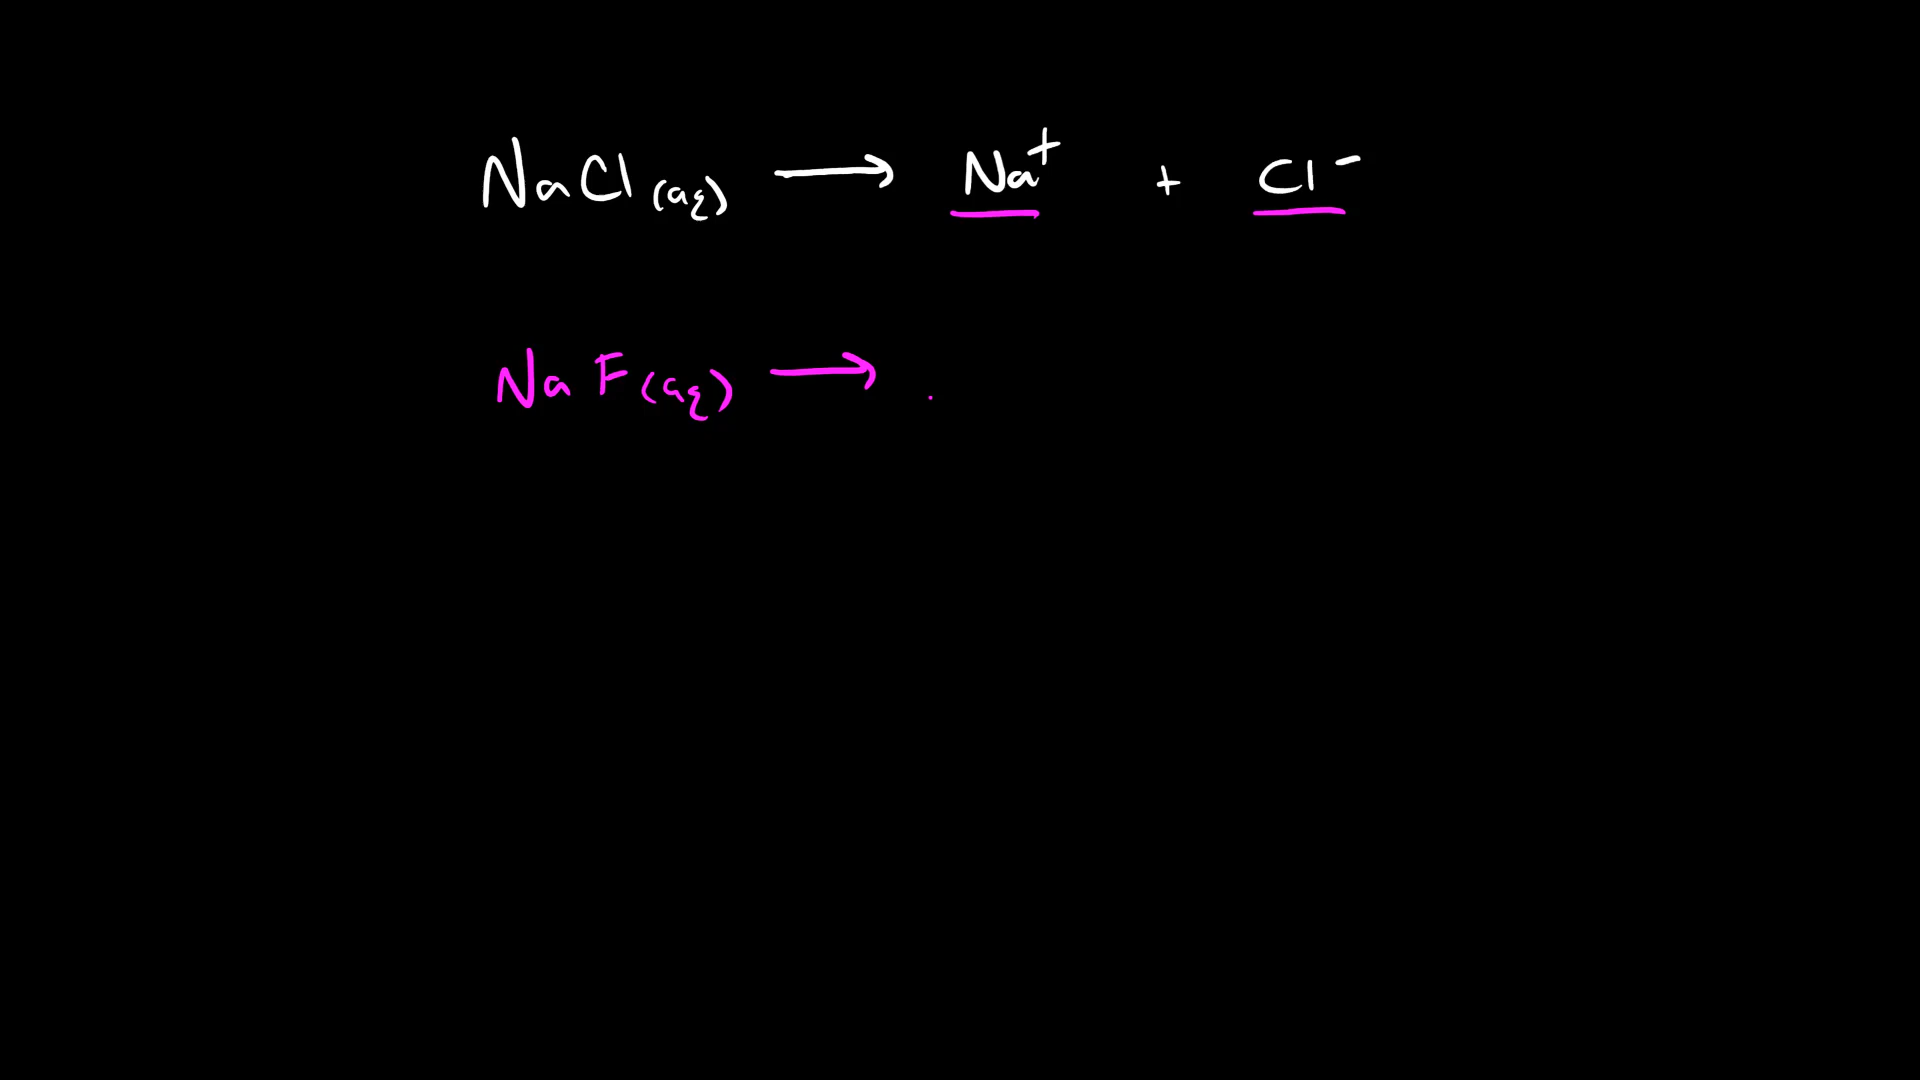 NaCl(aq) ⟶ Na⁺ + Cl⁻
NaF(aq) ⟶